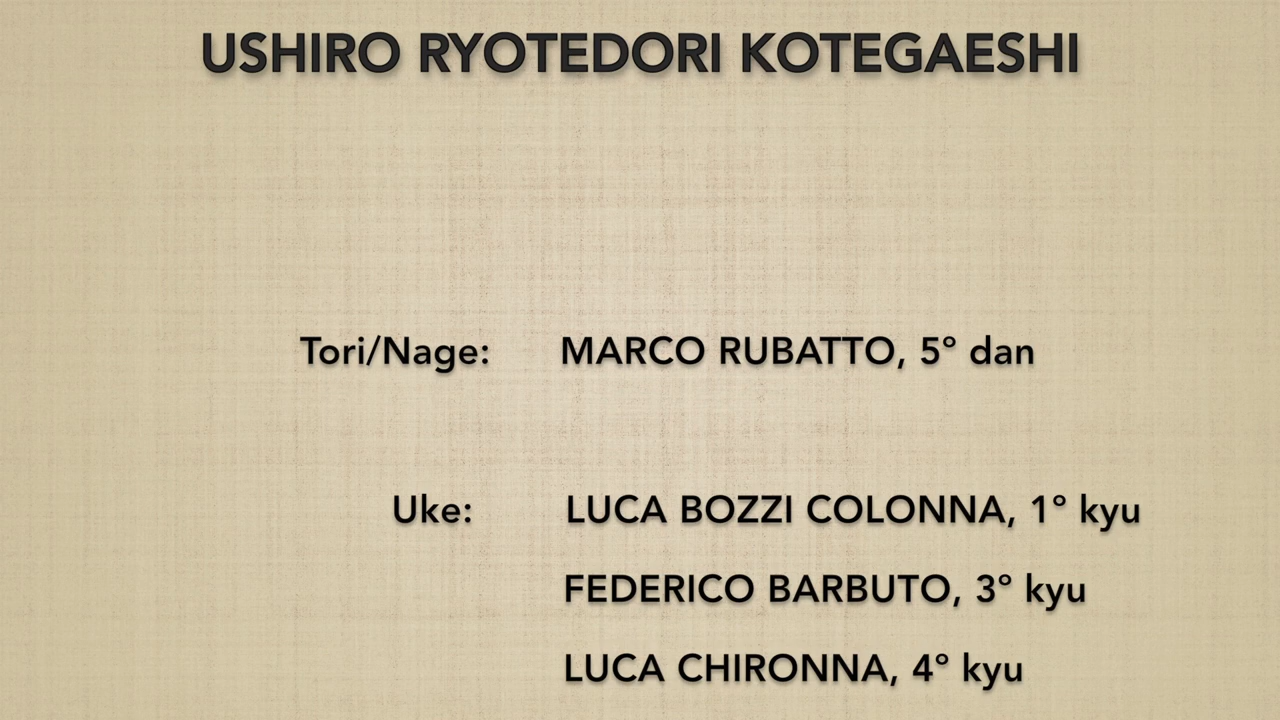 USHIRO RYOTEDORI KOTEGAESHI
Tori/Nage: MARCO RUBATTO, 5° dan
Uke: LUCA BOZZI COLONNA, 1° kyu
FEDERICO BARBUTO, 3° kyu
LUCA CHIRONNA, 4° kyu